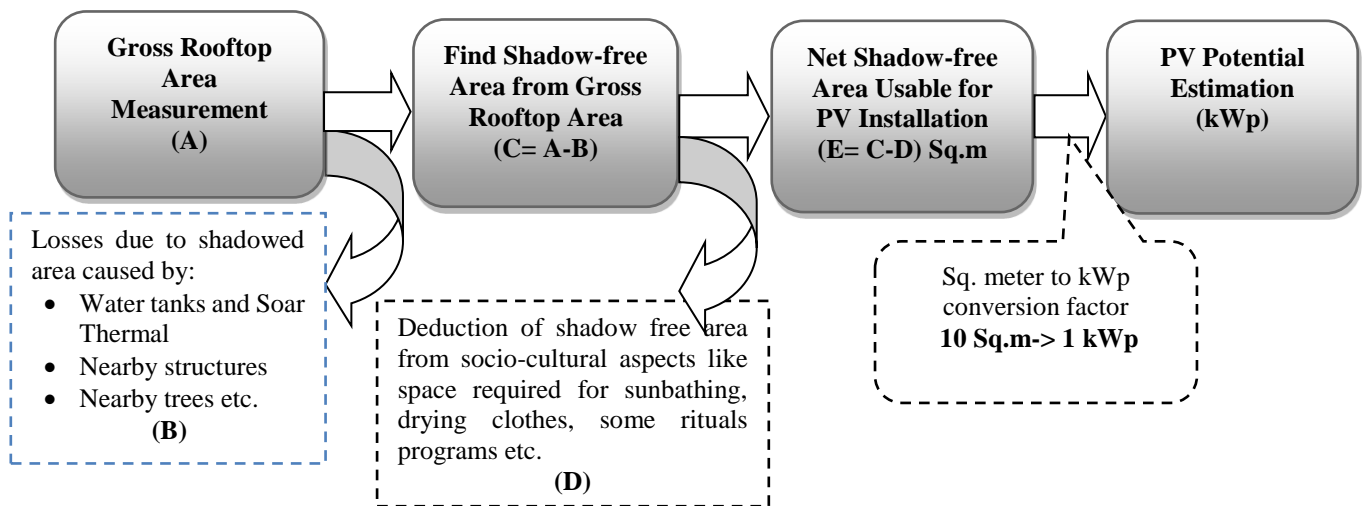 Gross Rooftop
Area
Measurement
(A)
Find Shadow-free
Area from Gross
Rooftop Area
(C= A-B)
Net Shadow-free
Area Usable for
PV Installation
(E= C-D) Sq.m
PV Potential
Estimation
(kWp)
Losses due to shadowed
area caused by:
• Water tanks and Soar
Thermal
• Nearby structures
• Nearby trees etc.
(B)
Deduction of shadow free area
from socio-cultural aspects like
space required for sunbathing,
drying clothes, some rituals
programs etc.
(D)
Sq. meter to kWp
conversion factor
10 Sq.m-> 1 kWp